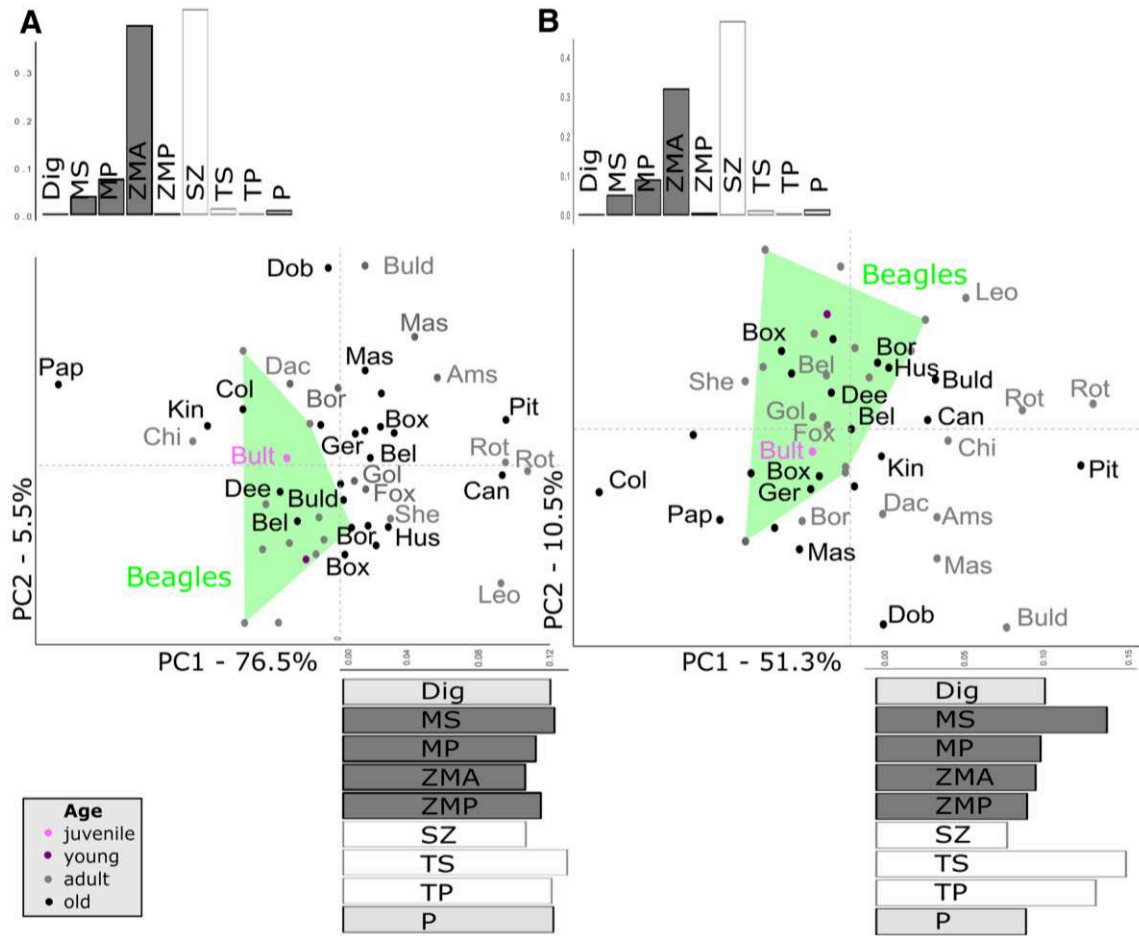 A
0.3
0.2
0.1
0.0
Dig
MS
MP
ZMA
ZMP
SZ
TS
TP
P
Dob
Buld
Mas
Pap
Dac
Mas
Ams
Col
Bor
Kin
Box
Pit
Chi
Ger
Rot
Bult
Bel
Rot
Gol
Can
Dee
Buld
Fox
She
Bel
Bor
Hus
Box
Beagles
Leo
PC2 - 5.5%
0
PC1 - 76.5%
0.00
0.04
0.08
0.12
Dig
MS
MP
ZMA
ZMP
SZ
TS
TP
P
B
0.4
0.3
0.2
0.1
0.0
Dig
MS
MP
ZMA
ZMP
SZ
TS
TP
P
Beagles
Leo
Box
Bor
Bel
Hus
She
Buld
Dee
Rot
Rot
Gol
Bel
Can
Fox
Chi
Bult
Box
Kin
Pit
Col
Ger
Pap
Bor
Dac
Ams
Mas
Mas
Dob
Buld
PC2 - 10.5%
PC1 - 51.3%
0.00
0.05
0.10
0.15
Dig
MS
MP
ZMA
ZMP
SZ
TS
TP
P
Age
juvenile
young
adult
old